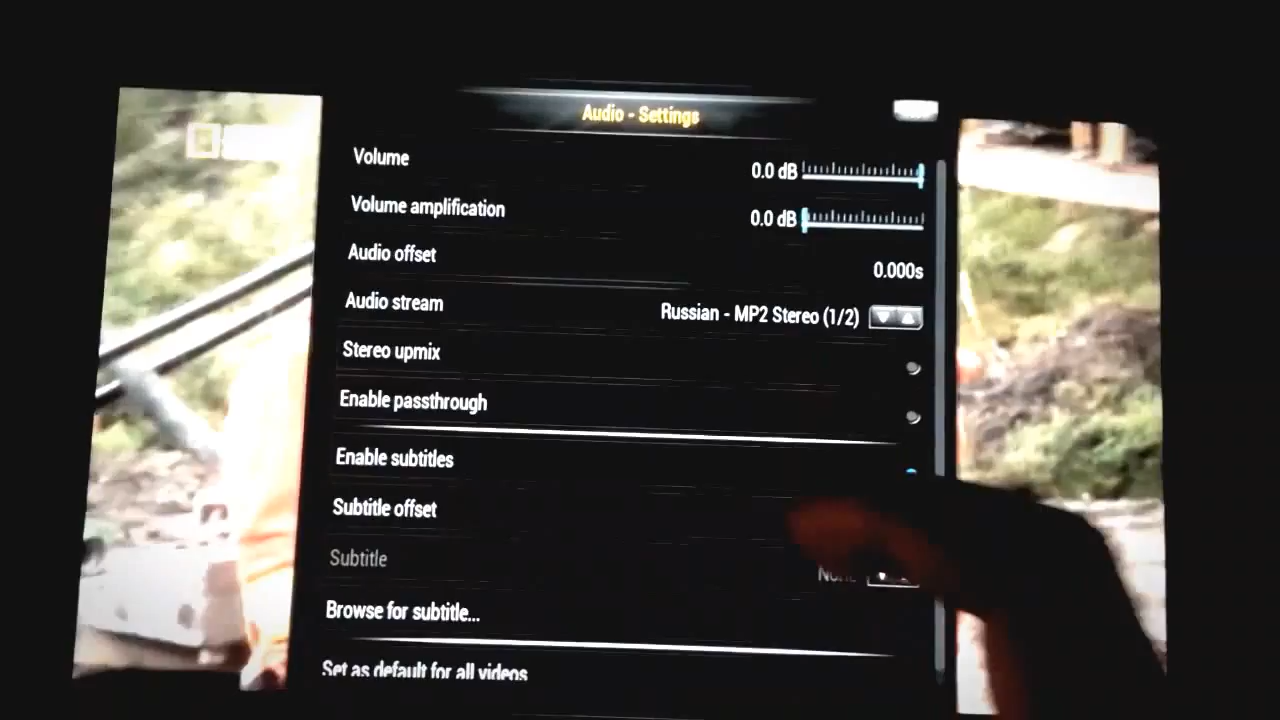 Audio - Settings
Volume
0.0 dB
Volume amplification
0.0 dB
Audio offset
0.000s
Audio stream
Russian - MP2 Stereo (1/2)
Stereo upmix
Enable passthrough
Enable subtitles
Subtitle offset
Subtitle
None
Browse for subtitle...
Set as default for all videos